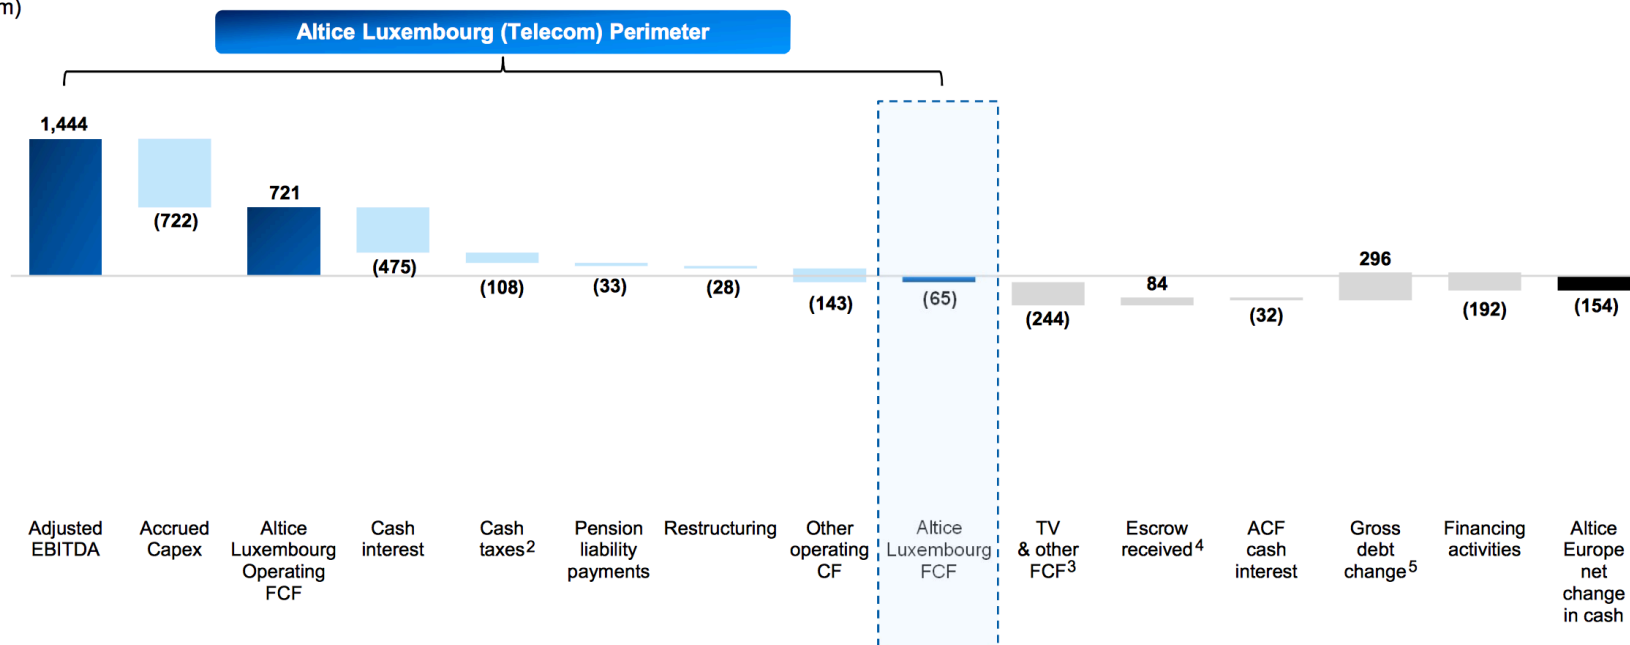 m)
Altice Luxembourg (Telecom) Perimeter
1,444
(722)
721
(475)
(108)
(33)
(28)
(143)
(65)
(244)
84
(32)
296
(192)
(154)
Adjusted
EBITDA
Accrued
Capex
Altice
Luxembourg
Operating
FCF
Cash
interest
Cash
taxes2
Pension
liability
payments
Restructuring
Other
operating
CF
Altice
Luxembourg
FCF
TV
& other
FCF3
Escrow
received4
ACF
cash
interest
Gross
debt
change5
Financing
activities
Altice
Europe
net
change
in cash